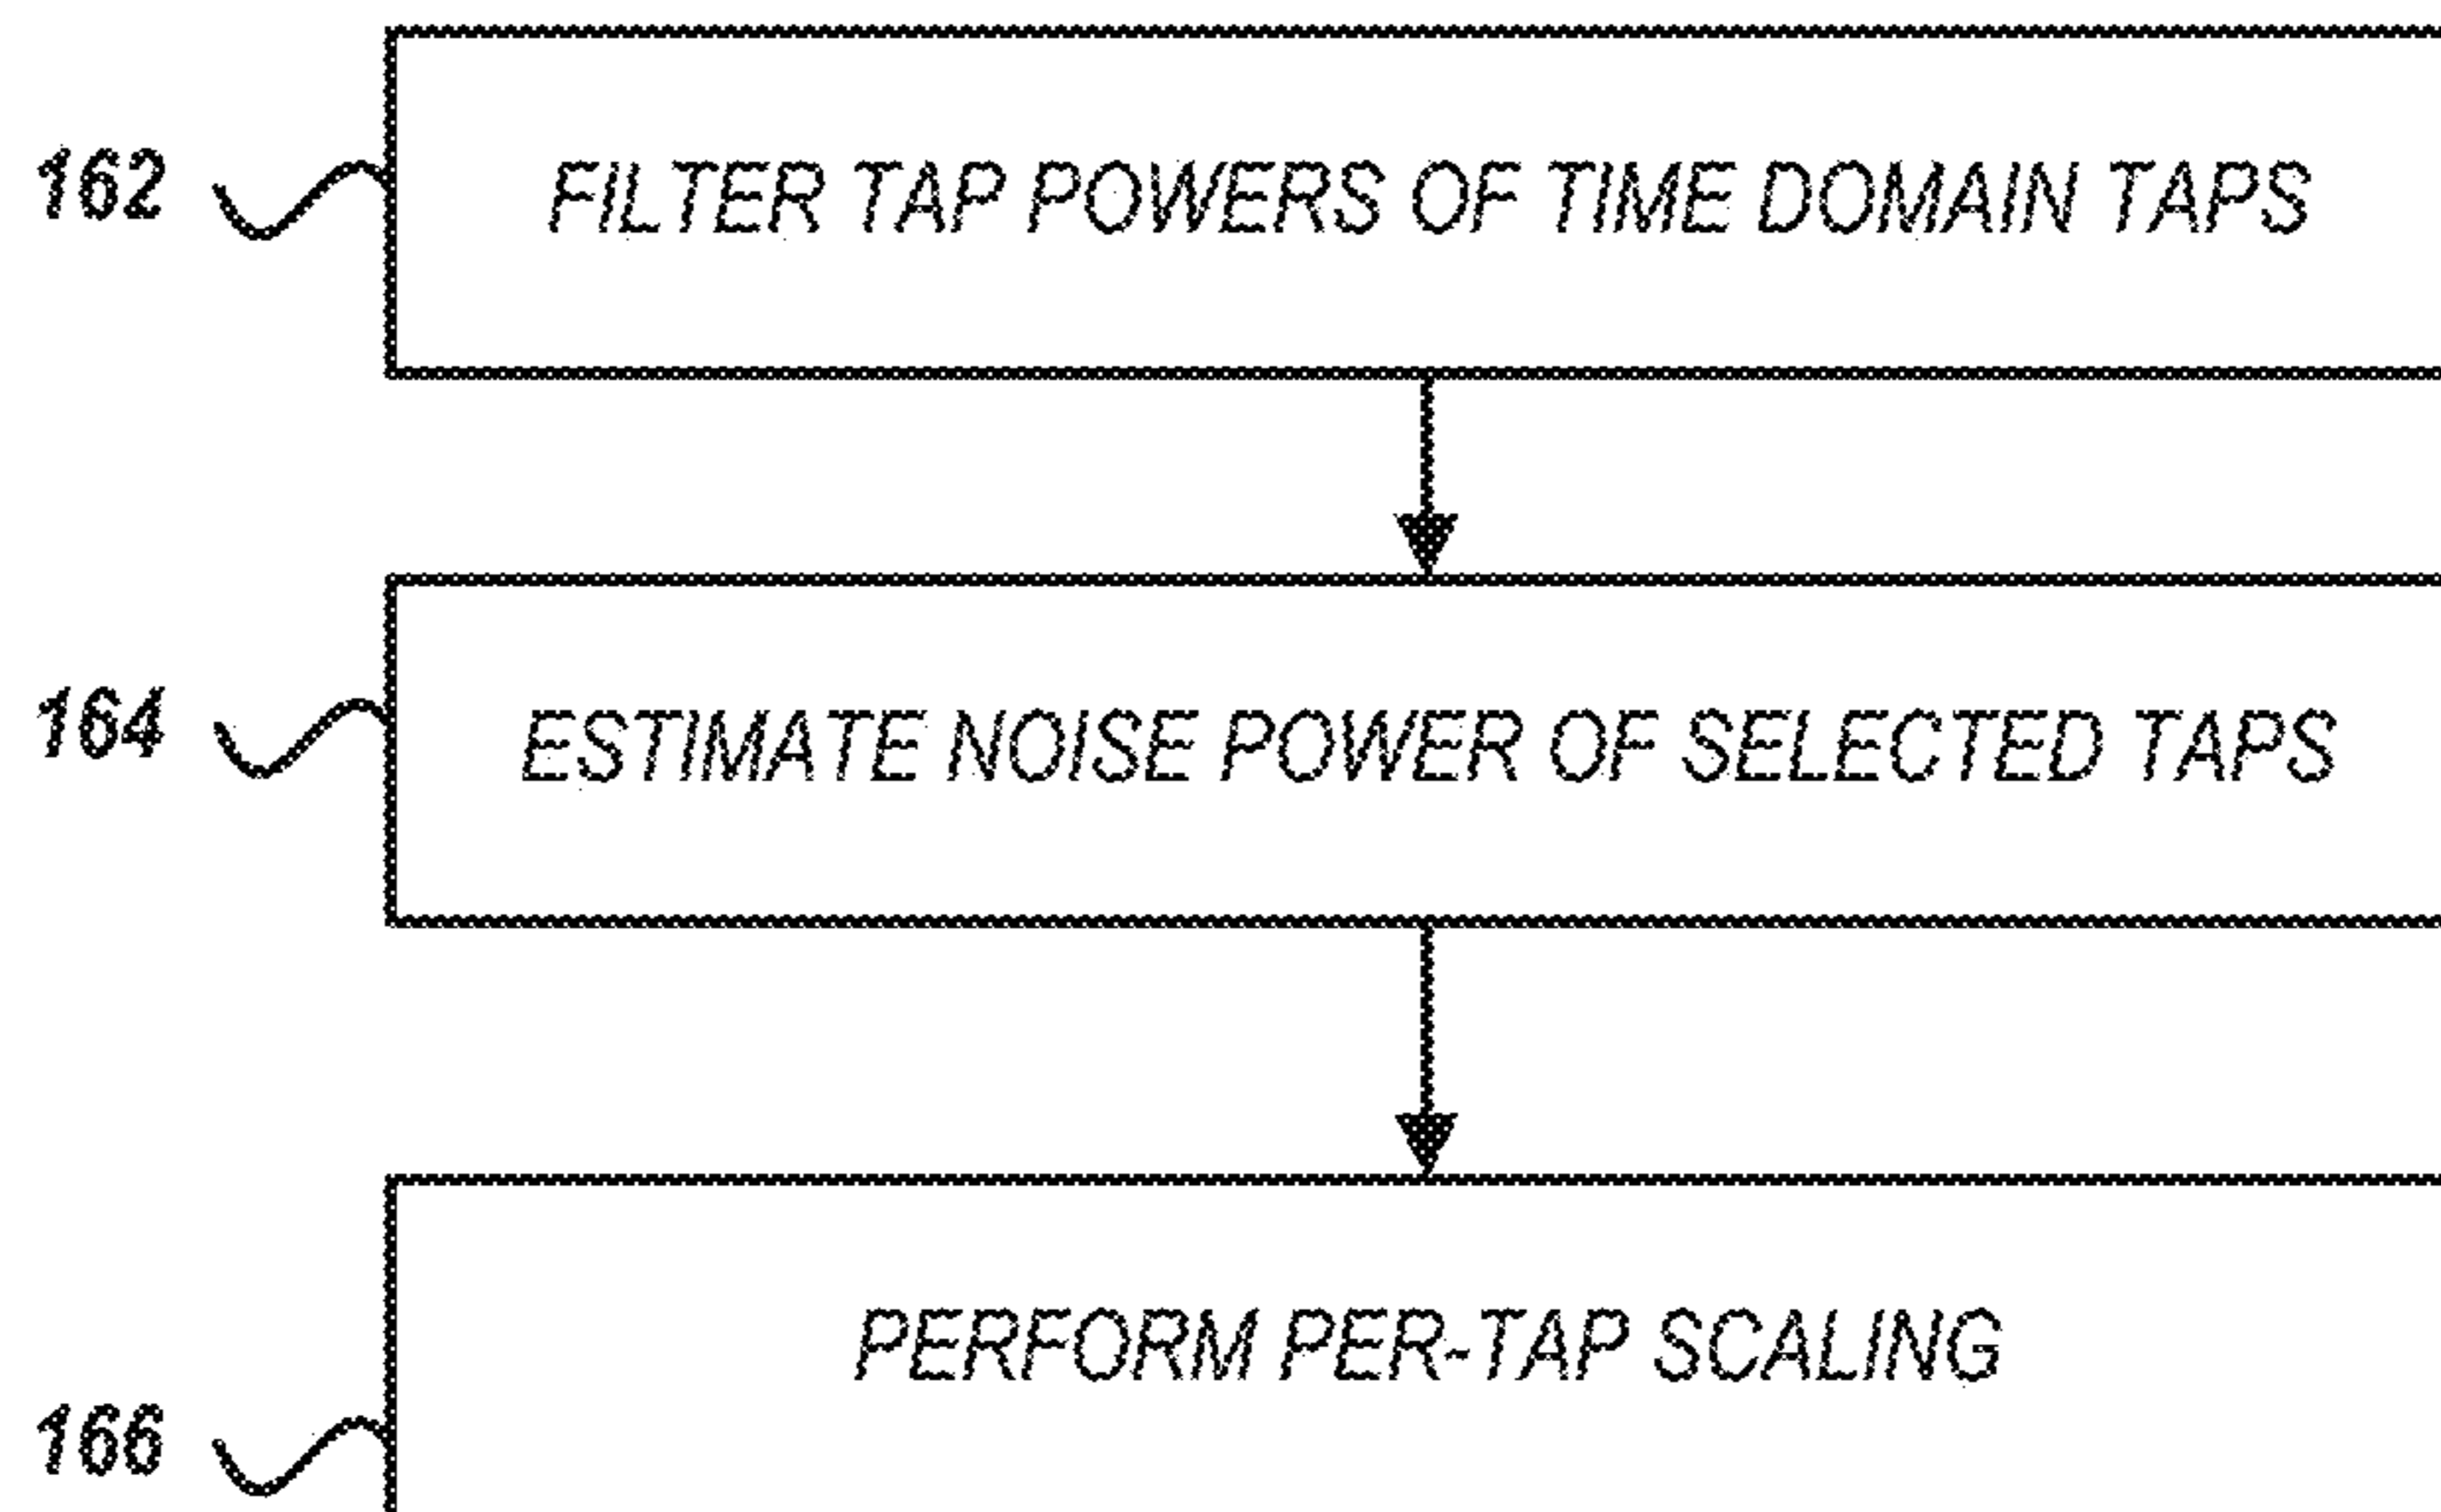 162 FILTER TAP POWERS OF TIME DOMAIN TAPS
164 ESTIMATE NOISE POWER OF SELECTED TAPS
PERFORM PER-TAP SCALING
166